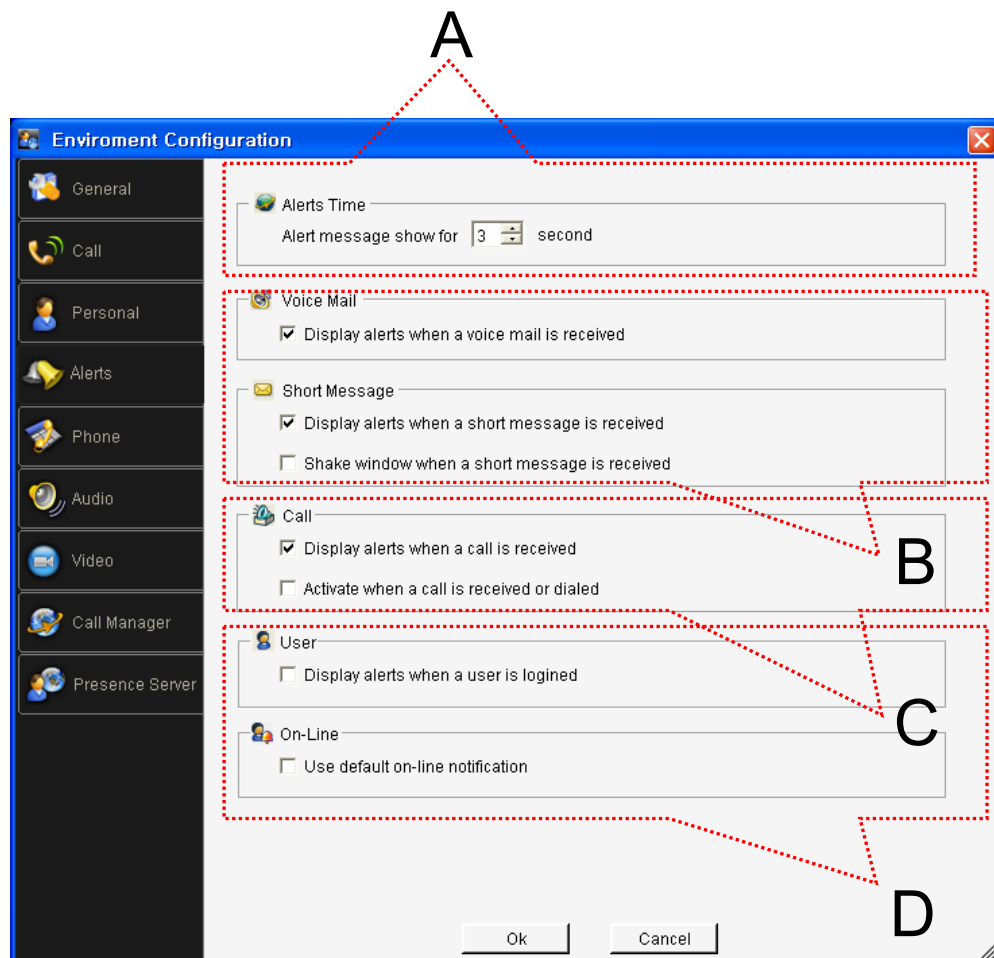 A
Enviroment Configuration
General
Call
Personal
Alerts
Phone
Audio
Video
Call Manager
Presence Server
Alerts Time
Alert message show for 3 second
Voice Mail
Display alerts when a voice mail is received
Short Message
Display alerts when a short message is received
Shake window when a short message is received
B
Call
Display alerts when a call is received
Activate when a call is received or dialed
C
User
Display alerts when a user is logined
On-Line
Use default on-line notification
D
Ok
Cancel